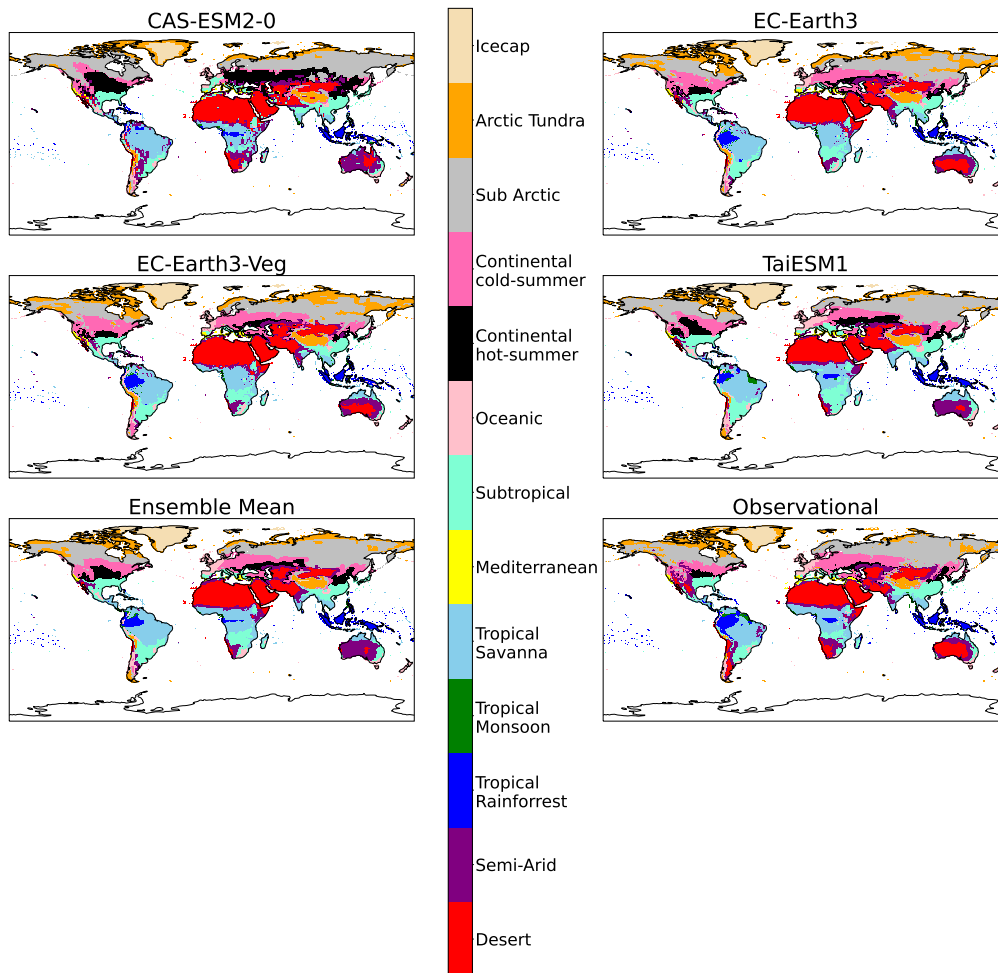 CAS-ESM2-0
EC-Earth3
EC-Earth3-Veg
TaiESM1
Ensemble Mean
Observational
Icecap
Arctic Tundra
Sub Arctic
Continental
cold-summer
Continental
hot-summer
Oceanic
Subtropical
Mediterranean
Tropical
Savanna
Tropical
Monsoon
Tropical
Rainforrest
Semi-Arid
Desert